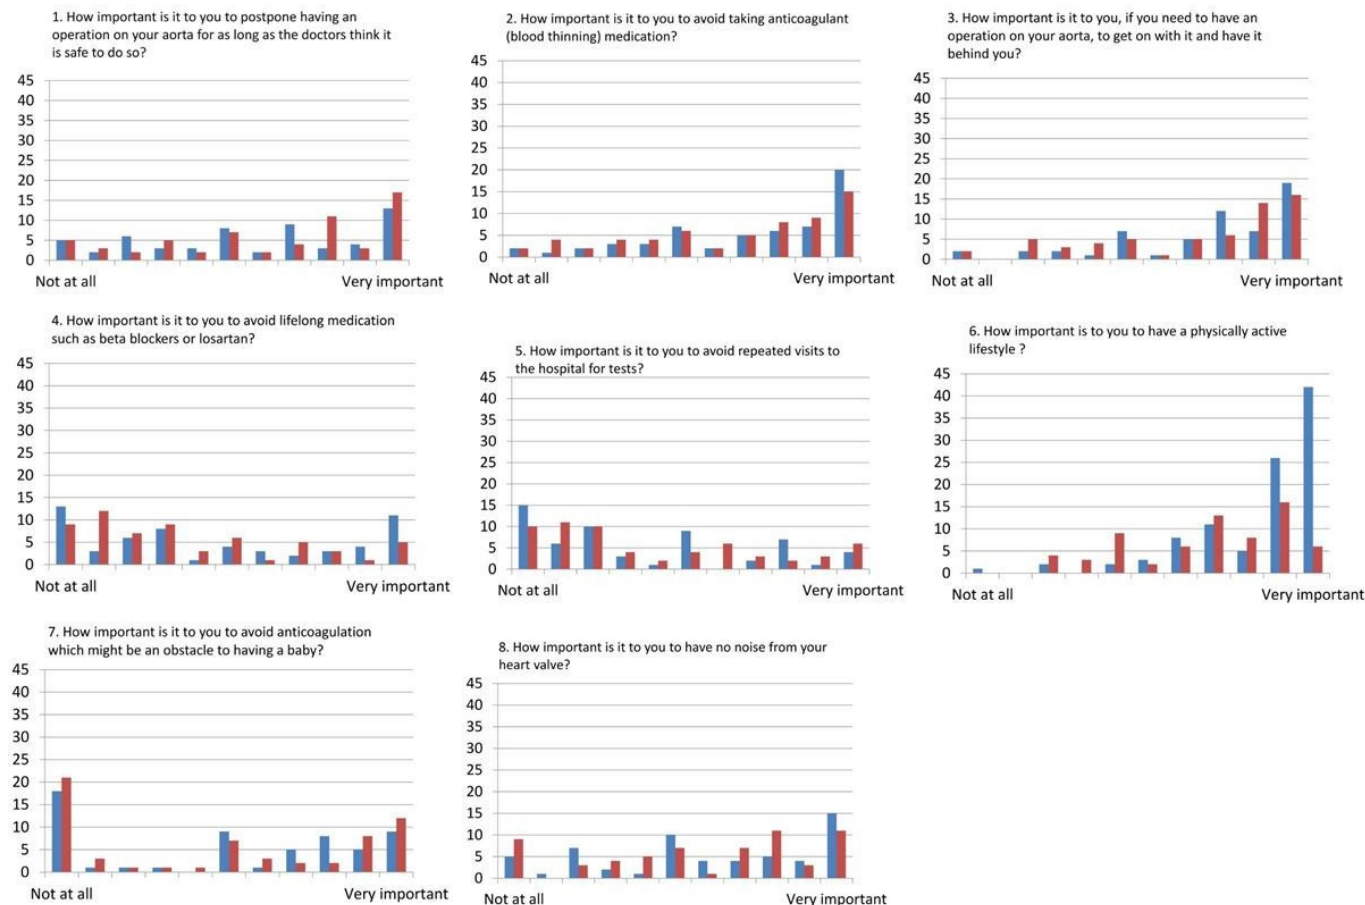 1. How important is it to you to postpone having an
operation on your aorta for as long as the doctors think it
is safe to do so?
45
40
35
30
25
20
15
10
5
0
Not at all
Very important
2. How important is it to you to avoid taking anticoagulant
(blood thinning) medication?
45
40
35
30
25
20
15
10
5
0
Not at all
Very important
3. How important is it to you, if you need to have an
operation on your aorta, to get on with it and have it
behind you?
45
40
35
30
25
20
15
10
5
0
Not at all
Very important
4. How important is it to you to avoid lifelong medication
such as beta blockers or losartan?
45
40
35
30
25
20
15
10
5
0
Not at all
Very important
5. How important is it to you to avoid repeated visits to
the hospital for tests?
45
40
35
30
25
20
15
10
5
0
Not at all
Very important
6. How important is to you to have a physically active
lifestyle ?
45
40
35
30
25
20
15
10
5
0
Not at all
Very important
7. How important is it to you to avoid anticoagulation
which might be an obstacle to having a baby?
45
40
35
30
25
20
15
10
5
0
Not at all
Very important
8. How important is it to you to have no noise from your
heart valve?
45
40
35
30
25
20
15
10
5
0
Not at all
Very important